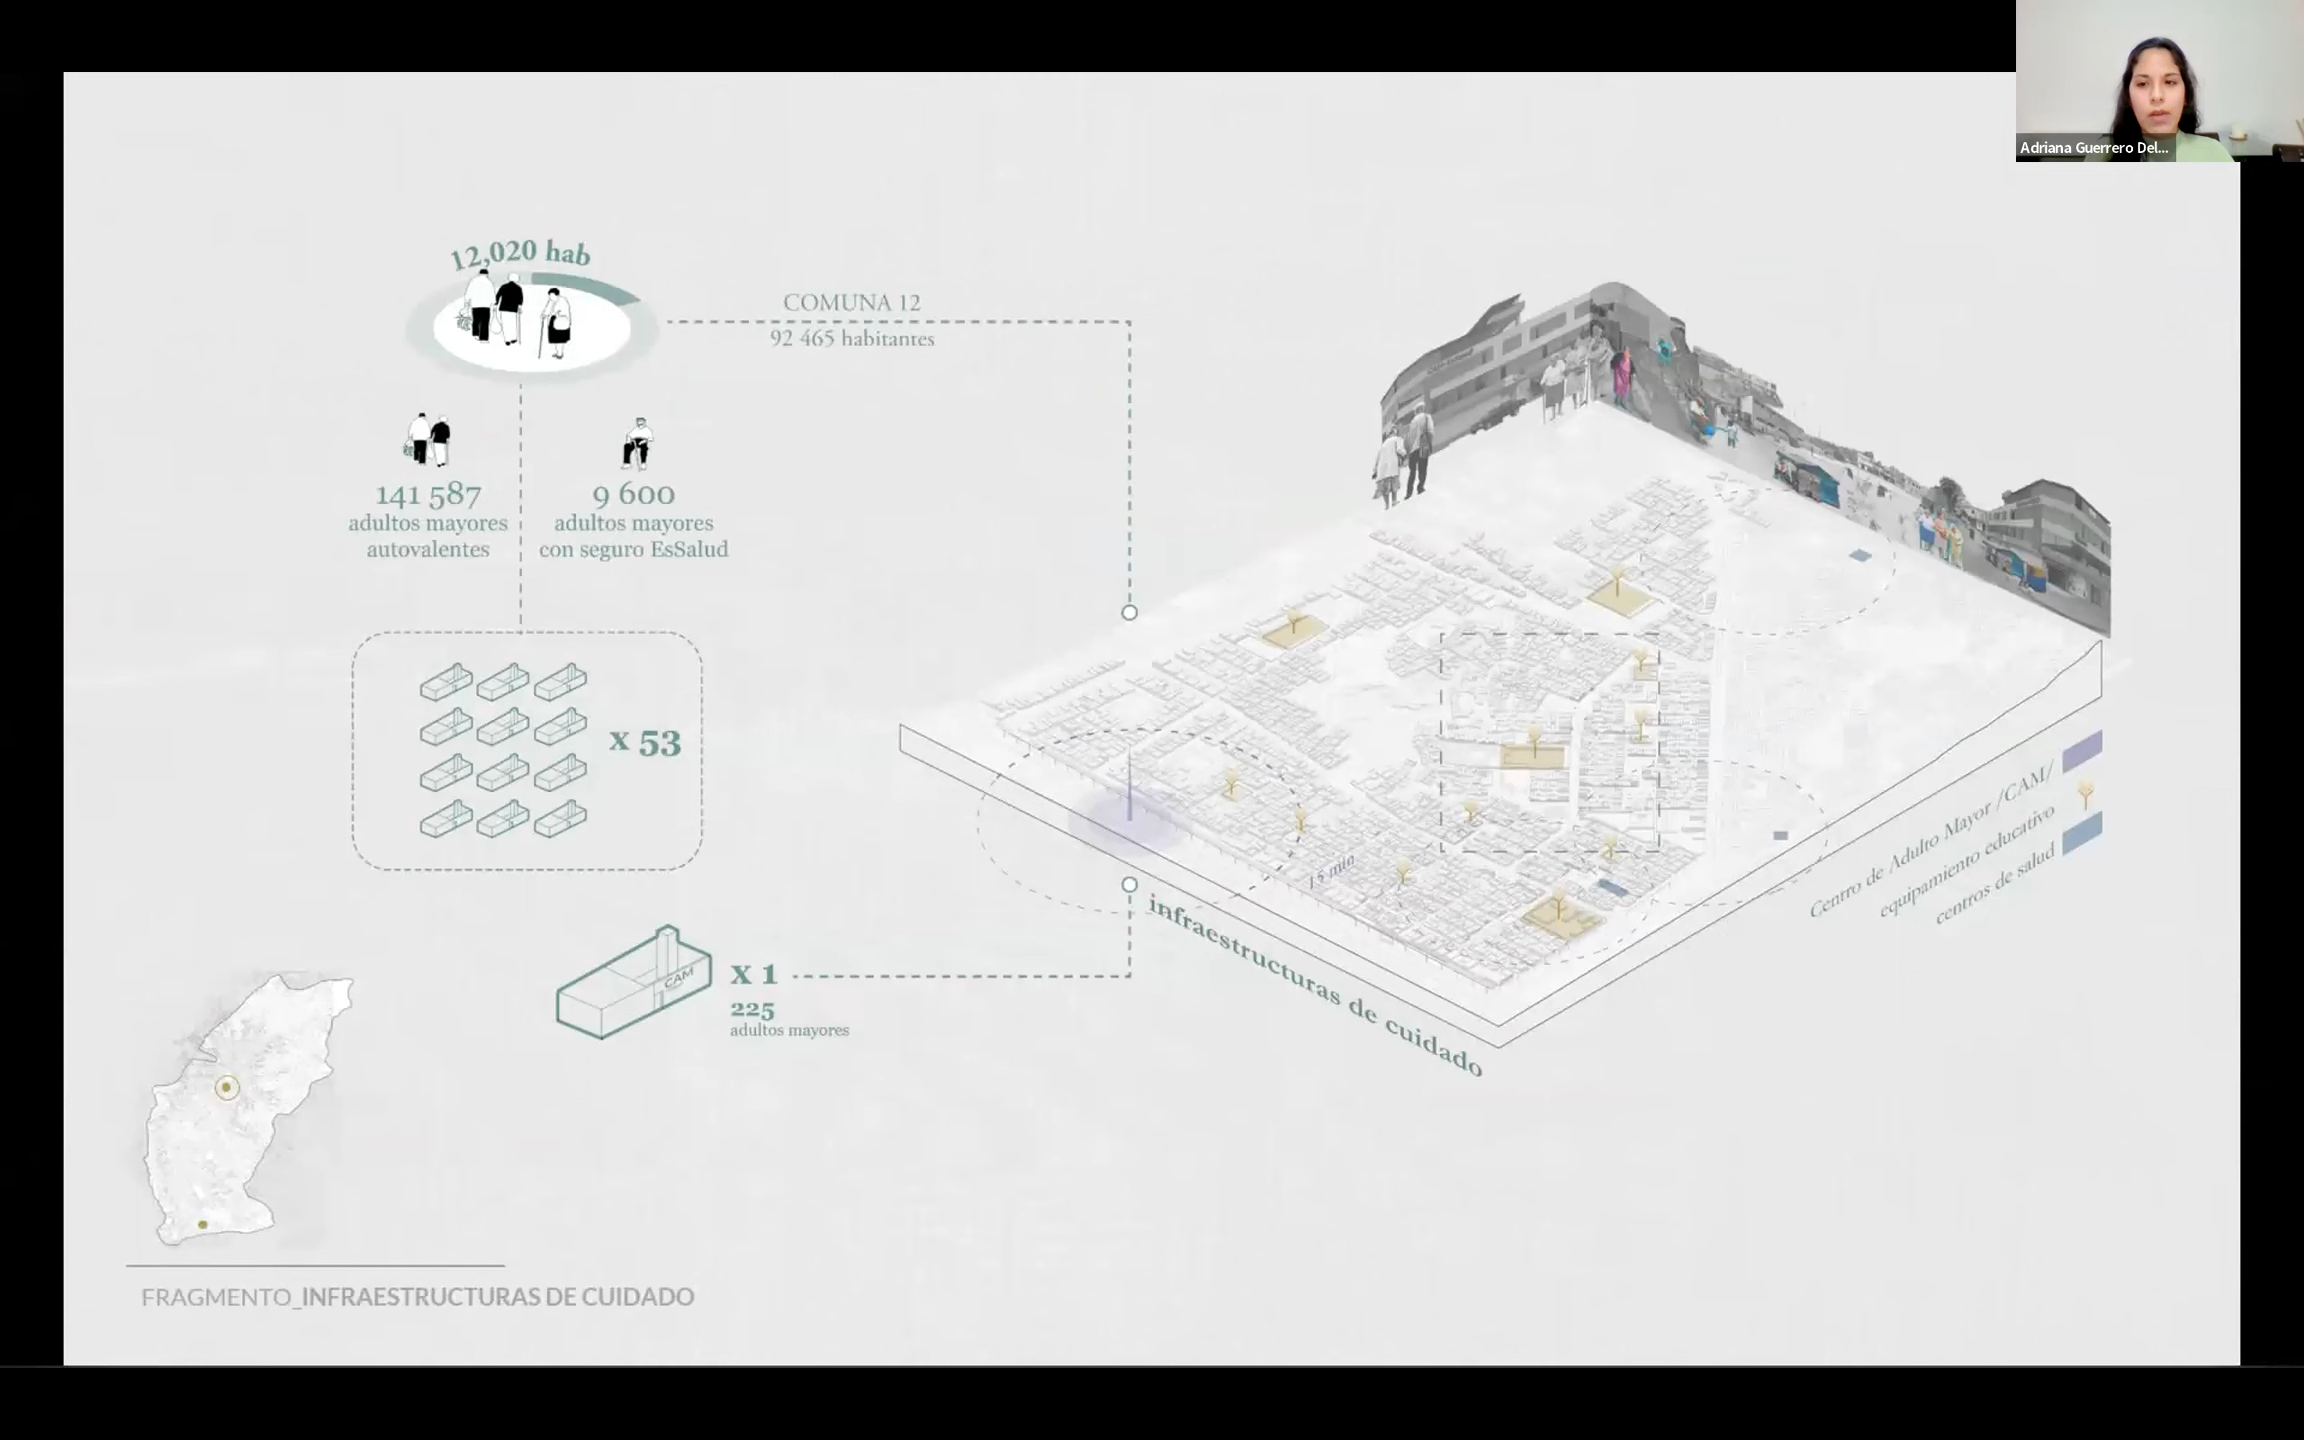 Adriana Guerrero Del...
12,020 hab
COMUNA 12
92 465 habitantes
141 587
adultos mayores
autovalentes
9 600
adultos mayores
con seguro EsSalud
x 53
CAM
X 1
225
adultos mayores
15 min
infraestructuras de cuidado
Centro de Adulto Mayor /CAM/
equipamiento educativo
centros de salud
FRAGMENTO_INFRAESTRUCTURAS DE CUIDADO